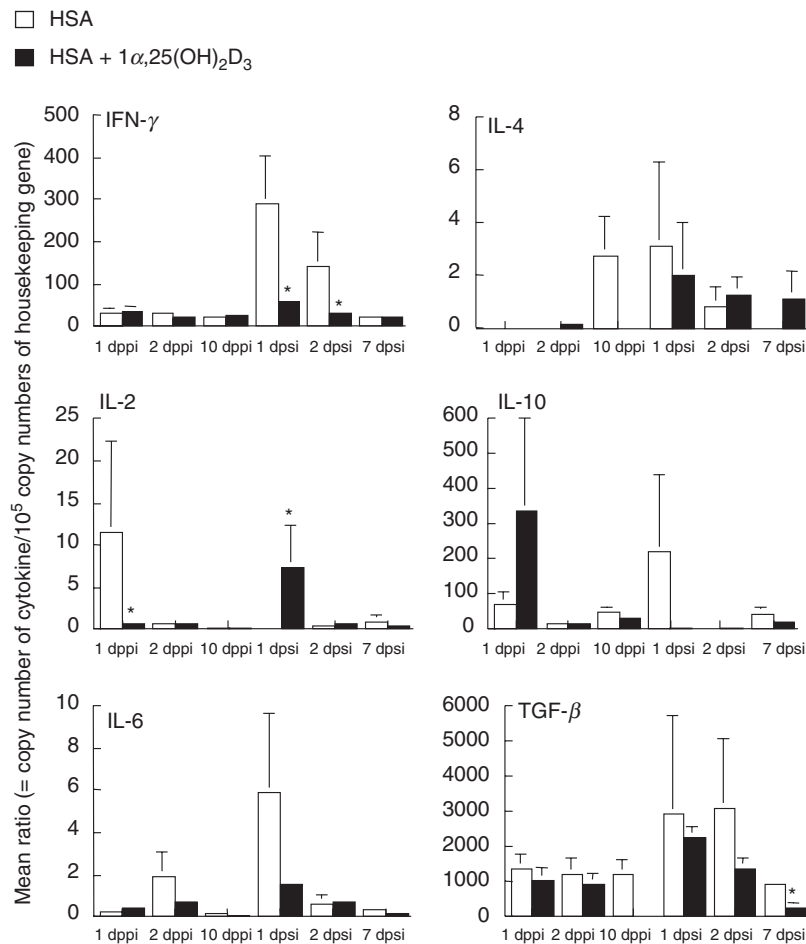 HSA
HSA + 1α,25(OH)₂D₃
Mean ratio (= copy number of cytokine/10⁵ copy numbers of housekeeping gene)
IFN-γ
500
400
300
200
100
0
* *
1 dppi 2 dppi 10 dppi 1 dpsi 2 dpsi 7 dpsi
IL-4
8
6
4
2
0
1 dppi 2 dppi 10 dppi 1 dpsi 2 dpsi 7 dpsi
IL-2
25
20
15
10
5
0
* *
1 dppi 2 dppi 10 dppi 1 dpsi 2 dpsi 7 dpsi
IL-10
600
500
400
300
200
100
0
1 dppi 2 dppi 10 dppi 1 dpsi 2 dpsi 7 dpsi
IL-6
10
8
6
4
2
0
1 dppi 2 dppi 10 dppi 1 dpsi 2 dpsi 7 dpsi
TGF-β
6000
5000
4000
3000
2000
1000
0
*
1 dppi 2 dppi 10 dppi 1 dpsi 2 dpsi 7 dpsi